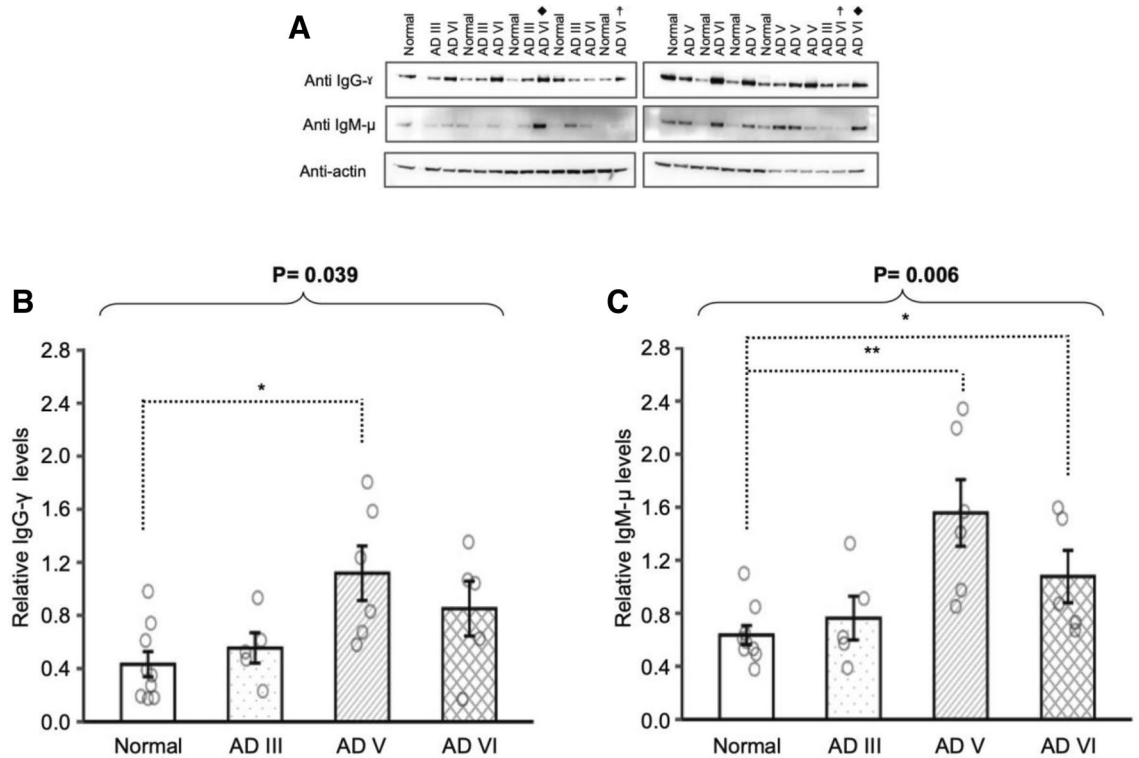 A
Normal
AD III
AD VI
Normal
AD III
AD VI
Normal
AD III
AD VI ◆
Normal
AD III
AD VI
Normal
AD VI ↑
Normal
AD V
Normal
AD VI
Normal
AD V
Normal
AD V
AD V
AD V
AD III
AD VI ↑
AD VI ◆
Anti IgG-γ
Anti IgM-μ
Anti-actin
B
P= 0.039
*
Relative IgG-γ levels
2.8
2.4
2.0
1.6
1.2
0.8
0.4
0.0
Normal AD III AD V AD VI
C
P= 0.006
*
**
Relative IgM-μ levels
2.8
2.4
2.0
1.6
1.2
0.8
0.4
0.0
Normal AD III AD V AD VI